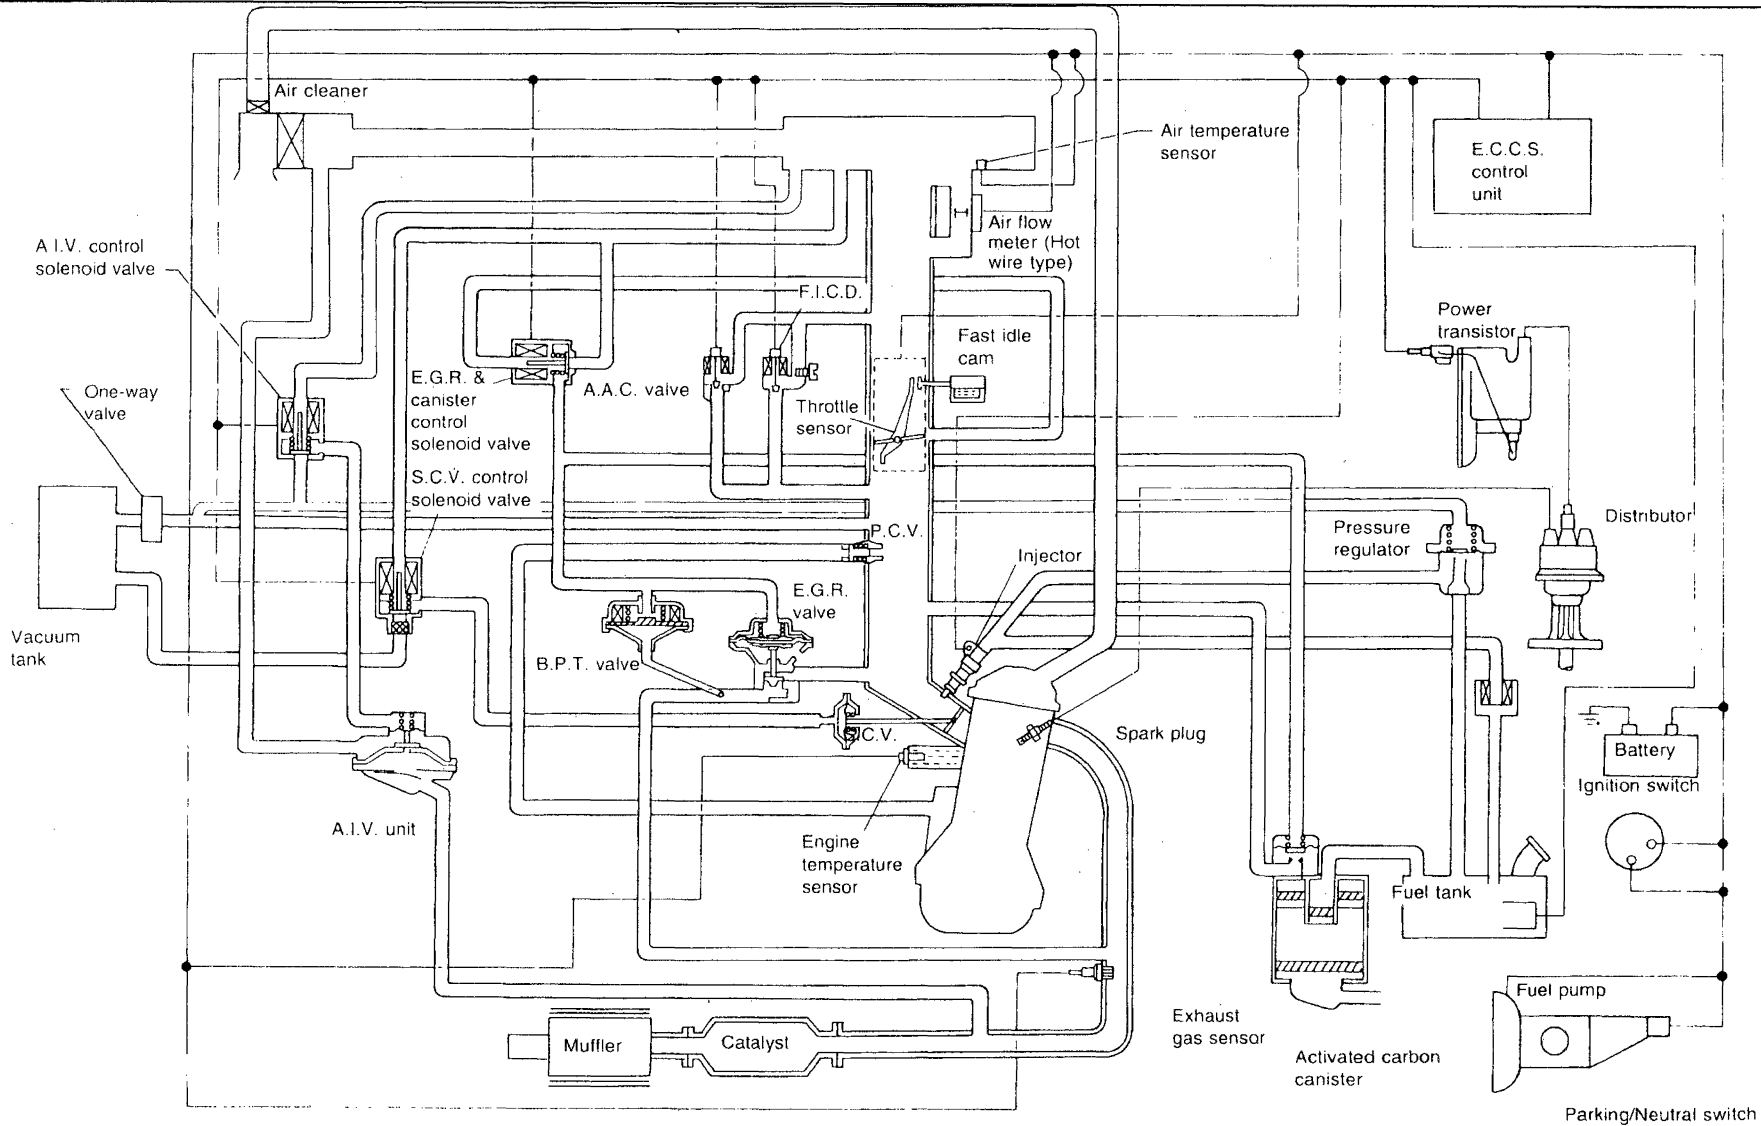 Air cleaner
Air temperature
sensor
E.C.C.S.
control
unit
A I.V. control
solenoid valve
Air flow
meter (Hot
wire type)
F.I.C.D.
Power
transistor
Fast idle
cam
One-way
valve
E.G.R. &
canister
control
solenoid valve
A.A.C. valve
Throttle
sensor
S.C.V. control
solenoid valve
P.C.V.
Injector
Pressure
regulator
Distributor
E.G.R.
valve
Vacuum
tank
B.P.T. valve
S.C.V.
Spark plug
Battery
Ignition switch
A.I.V. unit
Engine
temperature
sensor
Fuel tank
Fuel pump
Exhaust
gas sensor
Muffler
Catalyst
Activated carbon
canister
Parking/Neutral switch